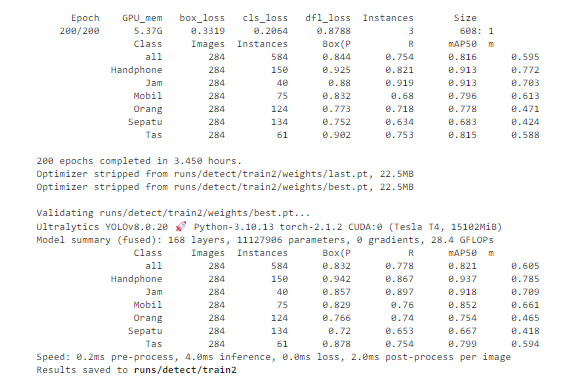 Epoch GPU_mem box_loss cls_loss dfl_loss Instances Size
200/200 5.37G 0.3319 0.2064 0.8788 3 608: 1
Class Images Instances Box(P R mAP50 m
all 284 584 0.844 0.754 0.816 0.595
Handphone 284 150 0.925 0.821 0.913 0.772
Jam 284 40 0.88 0.919 0.913 0.703
Mobil 284 75 0.832 0.68 0.796 0.613
Orang 284 124 0.773 0.718 0.778 0.471
Sepatu 284 134 0.752 0.634 0.683 0.424
Tas 284 61 0.902 0.753 0.815 0.588
200 epochs completed in 3.450 hours.
Optimizer stripped from runs/detect/train2/weights/last.pt, 22.5MB
Optimizer stripped from runs/detect/train2/weights/best.pt, 22.5MB
Validating runs/detect/train2/weights/best.pt...
Ultralytics YOLOv8.0.20 🚀 Python-3.10.13 torch-2.1.2 CUDA:0 (Tesla T4, 15102MiB)
Model summary (fused): 168 layers, 11127906 parameters, 0 gradients, 28.4 GFLOPs
Class Images Instances Box(P R mAP50 m
all 284 584 0.832 0.778 0.821 0.605
Handphone 284 150 0.942 0.867 0.937 0.785
Jam 284 40 0.857 0.897 0.918 0.709
Mobil 284 75 0.829 0.76 0.852 0.661
Orang 284 124 0.766 0.74 0.754 0.465
Sepatu 284 134 0.72 0.653 0.667 0.418
Tas 284 61 0.878 0.754 0.799 0.594
Speed: 0.2ms pre-process, 4.0ms inference, 0.0ms loss, 2.0ms post-process per image
Results saved to runs/detect/train2